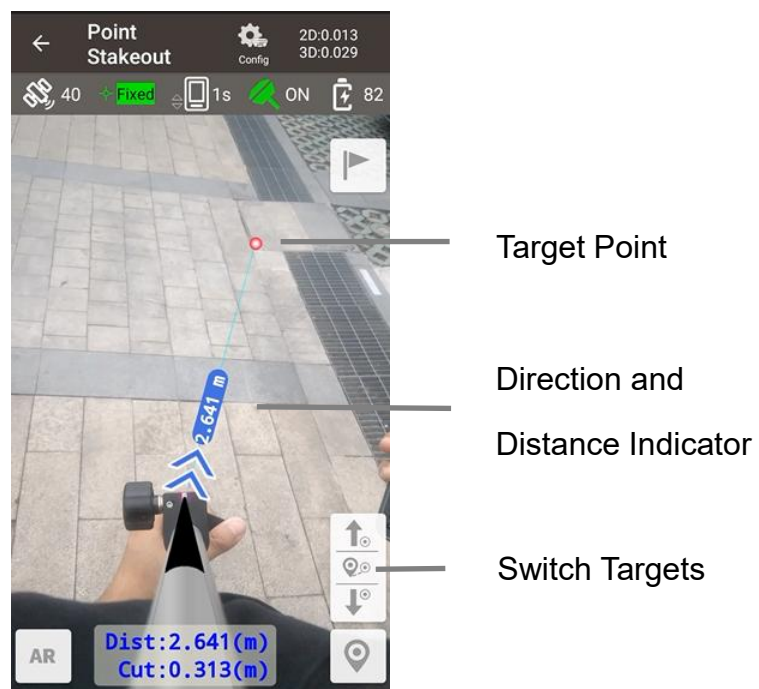 Point
Stakeout
Config
2D:0.013
3D:0.029
40
Fixed
1s
ON
82
Target Point
2.641 m
Direction and
Distance Indicator
Switch Targets
AR
Dist:2.641(m)
Cut:0.313(m)